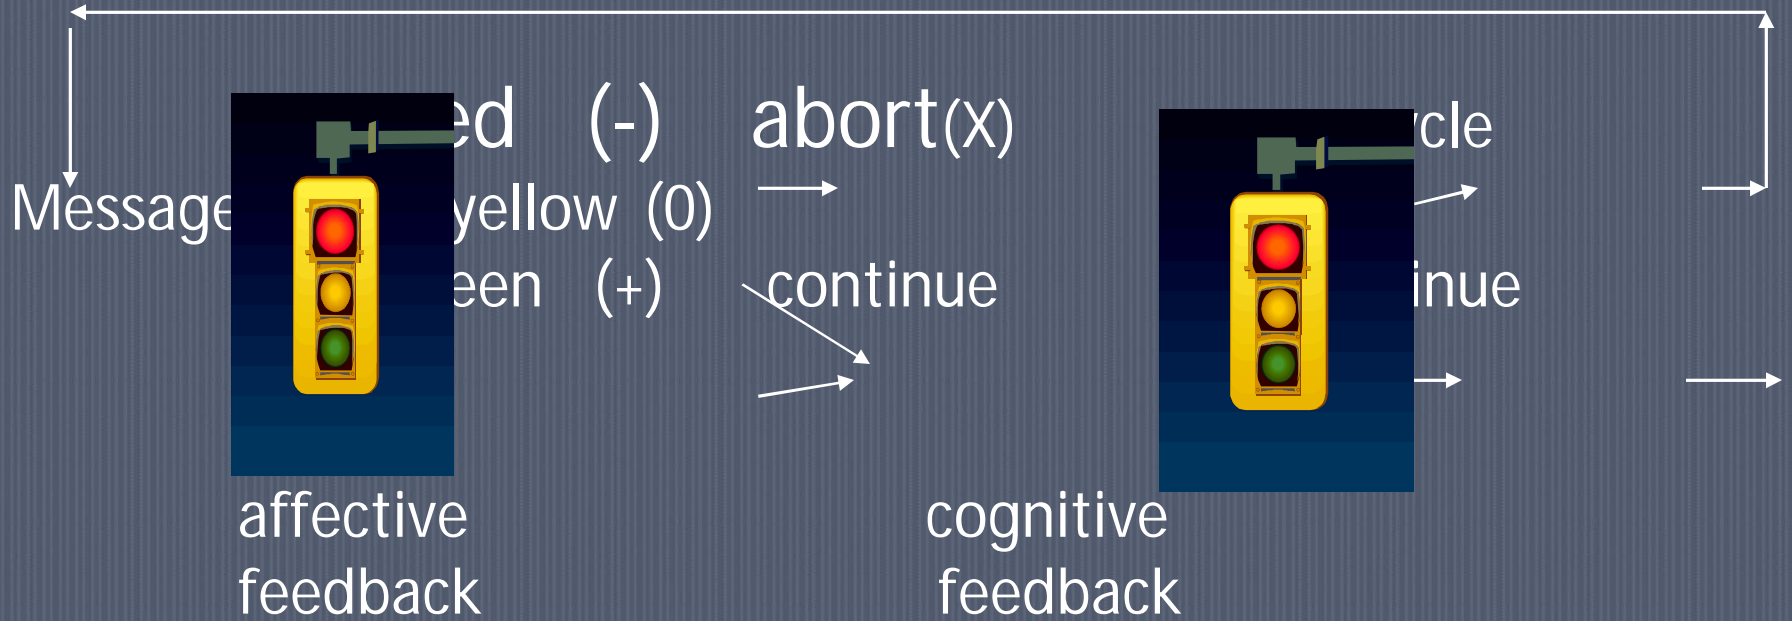 ed (-) abort(X) cle
Message yellow (0)
een (+) continue inue
affective cognitive
feedback feedback